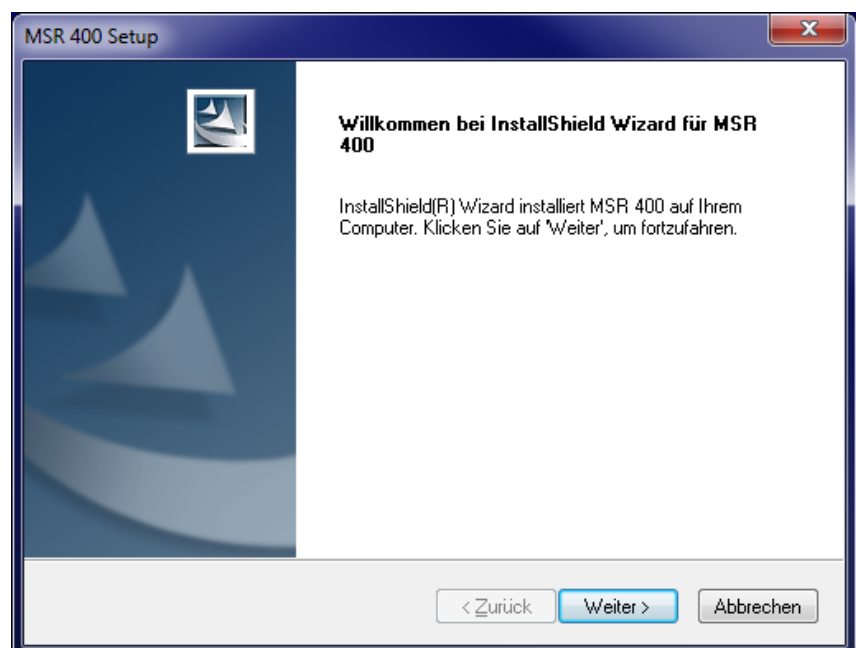 MSR 400 Setup
Willkommen bei InstallShield Wizard für MSR
400
InstallShield(R) Wizard installiert MSR 400 auf Ihrem
Computer. Klicken Sie auf 'Weiter', um fortzufahren.
< Zurück
Weiter >
Abbrechen